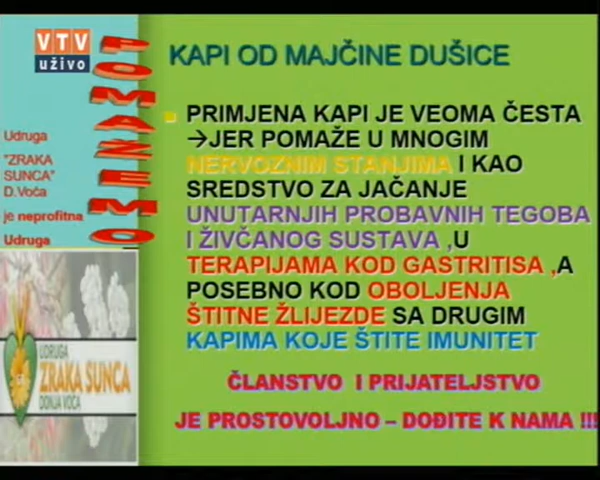 VTV
uživo
POMAŽEMO
Udruga
"ZRAKA
SUNCA"
D.Voća
je neprofitna
Udruga
UDRUGA
ZRAKA SUNCA
DONJA VOĆA
KAPI OD MAJČINE DUŠICE
PRIMJENA KAPI JE VEOMA ČESTA
→JER POMAŽE U MNOGIM
NERVOZNIM STANJIMA I KAO
SREDSTVO ZA JAČANJE
UNUTARNJIH PROBAVNIH TEGOBA
I ŽIVČANOG SUSTAVA ,U
TERAPIJAMA KOD GASTRITISA ,A
POSEBNO KOD OBOLJENJA
ŠTITNE ŽLIJEZDE SA DRUGIM
KAPIMA KOJE ŠTITE IMUNITET
ČLANSTVO I PRIJATELJSTVO
JE PROSTOVOLJNO – DOĐITE K NAMA !!!